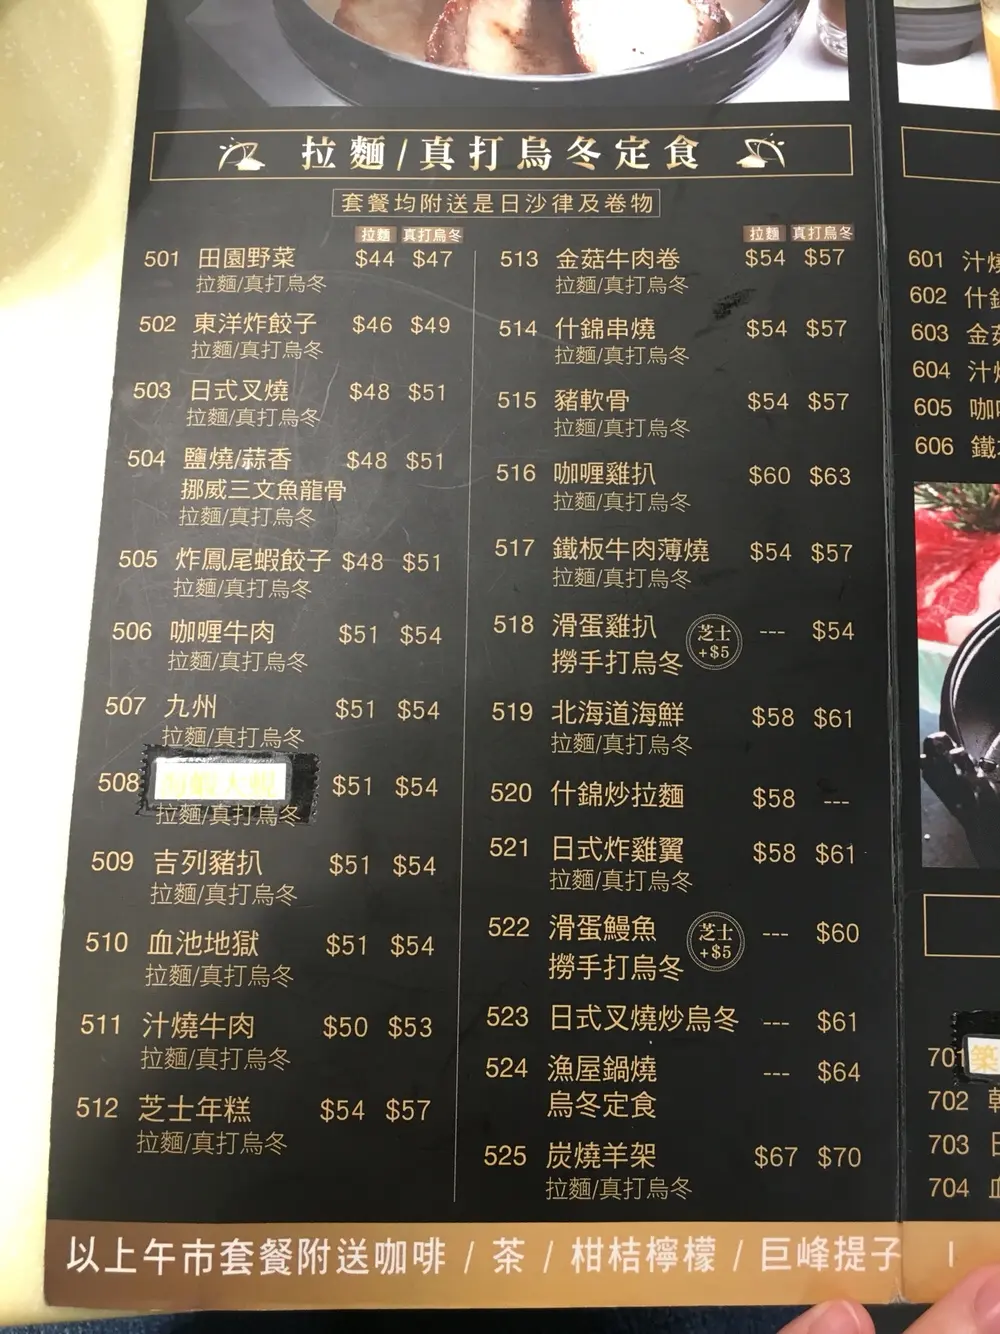 拉麵/真打烏冬定食
套餐均附送是日沙律及卷物
拉麵 真打烏冬
501 田園野菜 $44 $47
拉麵/真打烏冬
502 東洋炸餃子 $46 $49
拉麵/真打烏冬
503 日式叉燒 $48 $51
拉麵/真打烏冬
504 鹽燒/蒜香 $48 $51
挪威三文魚龍骨
拉麵/真打烏冬
505 炸鳳尾蝦餃子 $48 $51
拉麵/真打烏冬
506 咖喱牛肉 $51 $54
拉麵/真打烏冬
507 九州 $51 $54
拉麵/真打烏冬
508 $51 $54
拉麵/真打烏冬
509 吉列豬扒 $51 $54
拉麵/真打烏冬
510 血池地獄 $51 $54
拉麵/真打烏冬
511 汁燒牛肉 $50 $53
拉麵/真打烏冬
512 芝士年糕 $54 $57
拉麵/真打烏冬
拉麵 真打烏冬
513 金菇牛肉卷 $54 $57
拉麵/真打烏冬
514 什錦串燒 $54 $57
拉麵/真打烏冬
515 豬軟骨 $54 $57
拉麵/真打烏冬
516 咖喱雞扒 $60 $63
拉麵/真打烏冬
517 鐵板牛肉薄燒 $54 $57
拉麵/真打烏冬
518 滑蛋雞扒 芝士 +$5 --- $54
撈手打烏冬
519 北海道海鮮 $58 $61
拉麵/真打烏冬
520 什錦炒拉麵 $58 ---
521 日式炸雞翼 $58 $61
拉麵/真打烏冬
522 滑蛋鰻魚 芝士 +$5 --- $60
撈手打烏冬
523 日式叉燒炒烏冬 --- $61
524 漁屋鍋燒 --- $64
烏冬定食
525 炭燒羊架 $67 $70
拉麵/真打烏冬
以上午市套餐附送咖啡 / 茶 / 柑桔檸檬 / 巨峰提子
601 汁燒
602 什錦
603 金菇
604 汁燒
605 咖喱
606 鐵
701 築
702
703 日
704 血